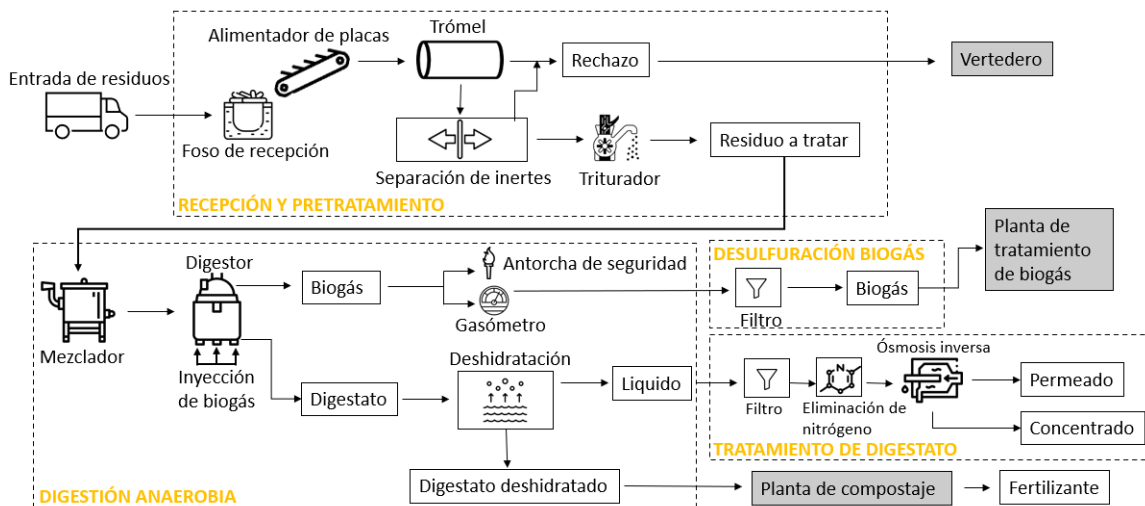 Entrada de residuos
Alimentador de placas
Foso de recepción
Trómel
Rechazo
Vertedero
Separación de inertes
Triturador
Residuo a tratar
RECEPCIÓN Y PRETRATAMIENTO
Mezclador
Digestor
Inyección
de biogás
Biogás
Antorcha de seguridad
Gasómetro
Digestato
Deshidratación
Liquido
Digestato deshidratado
DIGESTIÓN ANAEROBIA
DESULFURACIÓN BIOGÁS
Filtro
Biogás
Planta de
tratamiento
de biogás
Filtro
N
Eliminación de
nitrógeno
Ósmosis inversa
Permeado
Concentrado
TRATAMIENTO DE DIGESTATO
Planta de compostaje
Fertilizante